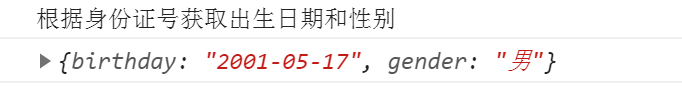 根据身份证号获取出生日期和性别
▶ {birthday: "2001-05-17", gender: "男"}